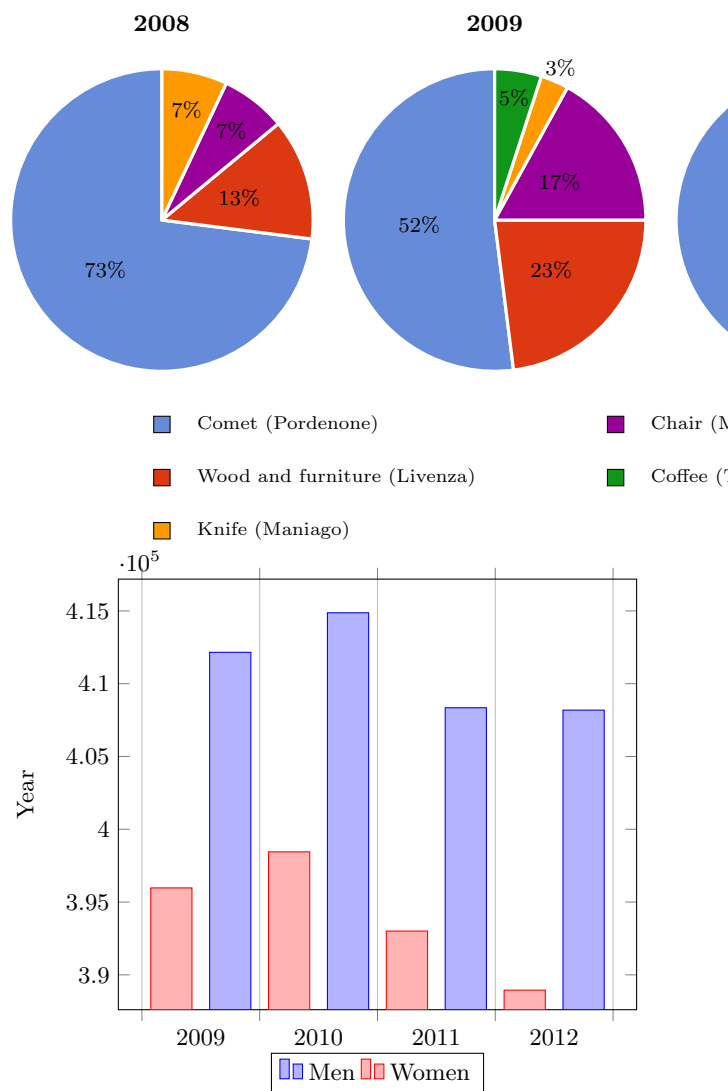 2008 2009
7% 7% 13% 73%
5% 3% 17% 52% 23%
Comet (Pordenone) Chair (M
Wood and furniture (Livenza) Coffee (T
Knife (Maniago)
·10⁵
4.15
4.1
4.05
4
3.95
3.9
Year
2009 2010 2011 2012
Men Women